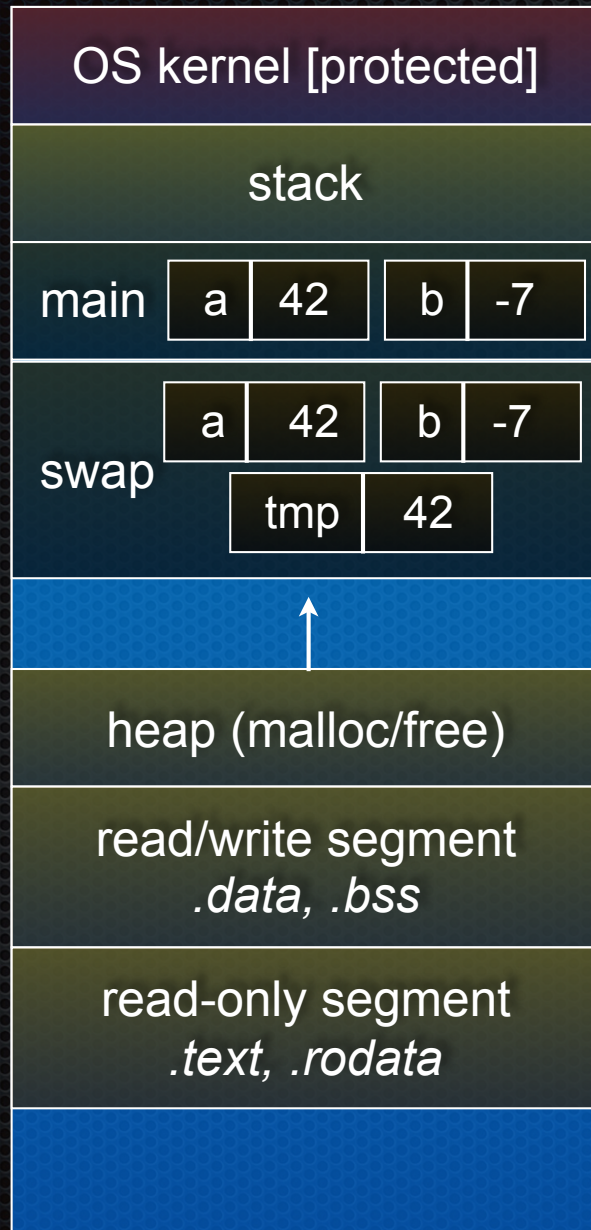 OS kernel [protected]
stack
main a 42 b -7
swap a 42 b -7
tmp 42
heap (malloc/free)
read/write segment
.data, .bss
read-only segment
.text, .rodata